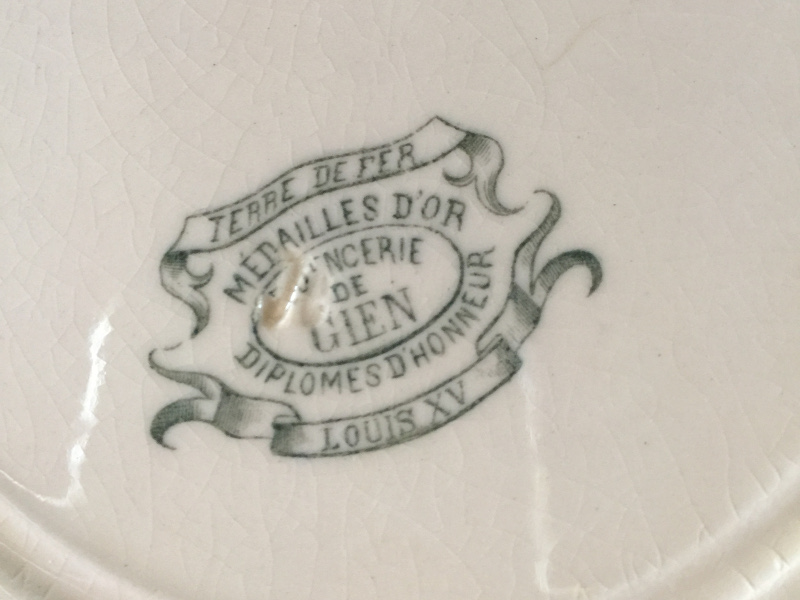 TERRE DE FER
MÉDAILLES D'OR
DE
GIEN
DIPLOMES D'HONNEUR
LOUIS XV